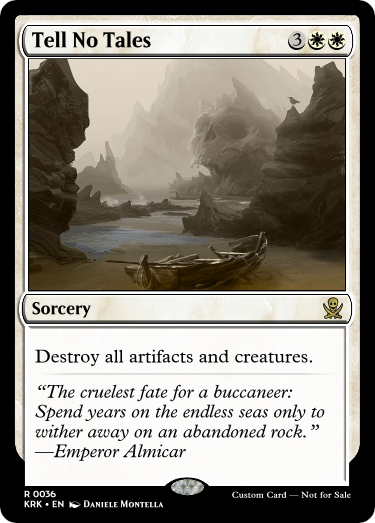 Tell No Tales 3
Sorcery
Destroy all artifacts and creatures.
“The cruelest fate for a buccaneer:
Spend years on the endless seas only to
wither away on an abandoned rock.”
—Emperor Almicar
R 0036
KRK • EN Daniele Montella
Custom Card — Not for Sale